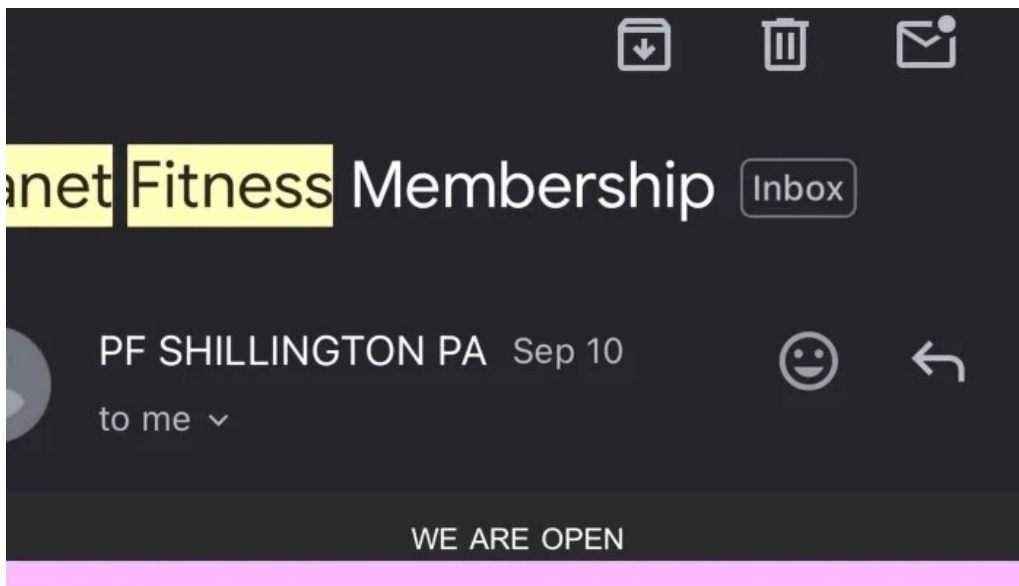 anet Fitness Membership Inbox
PF SHILLINGTON PA Sep 10
to me
WE ARE OPEN